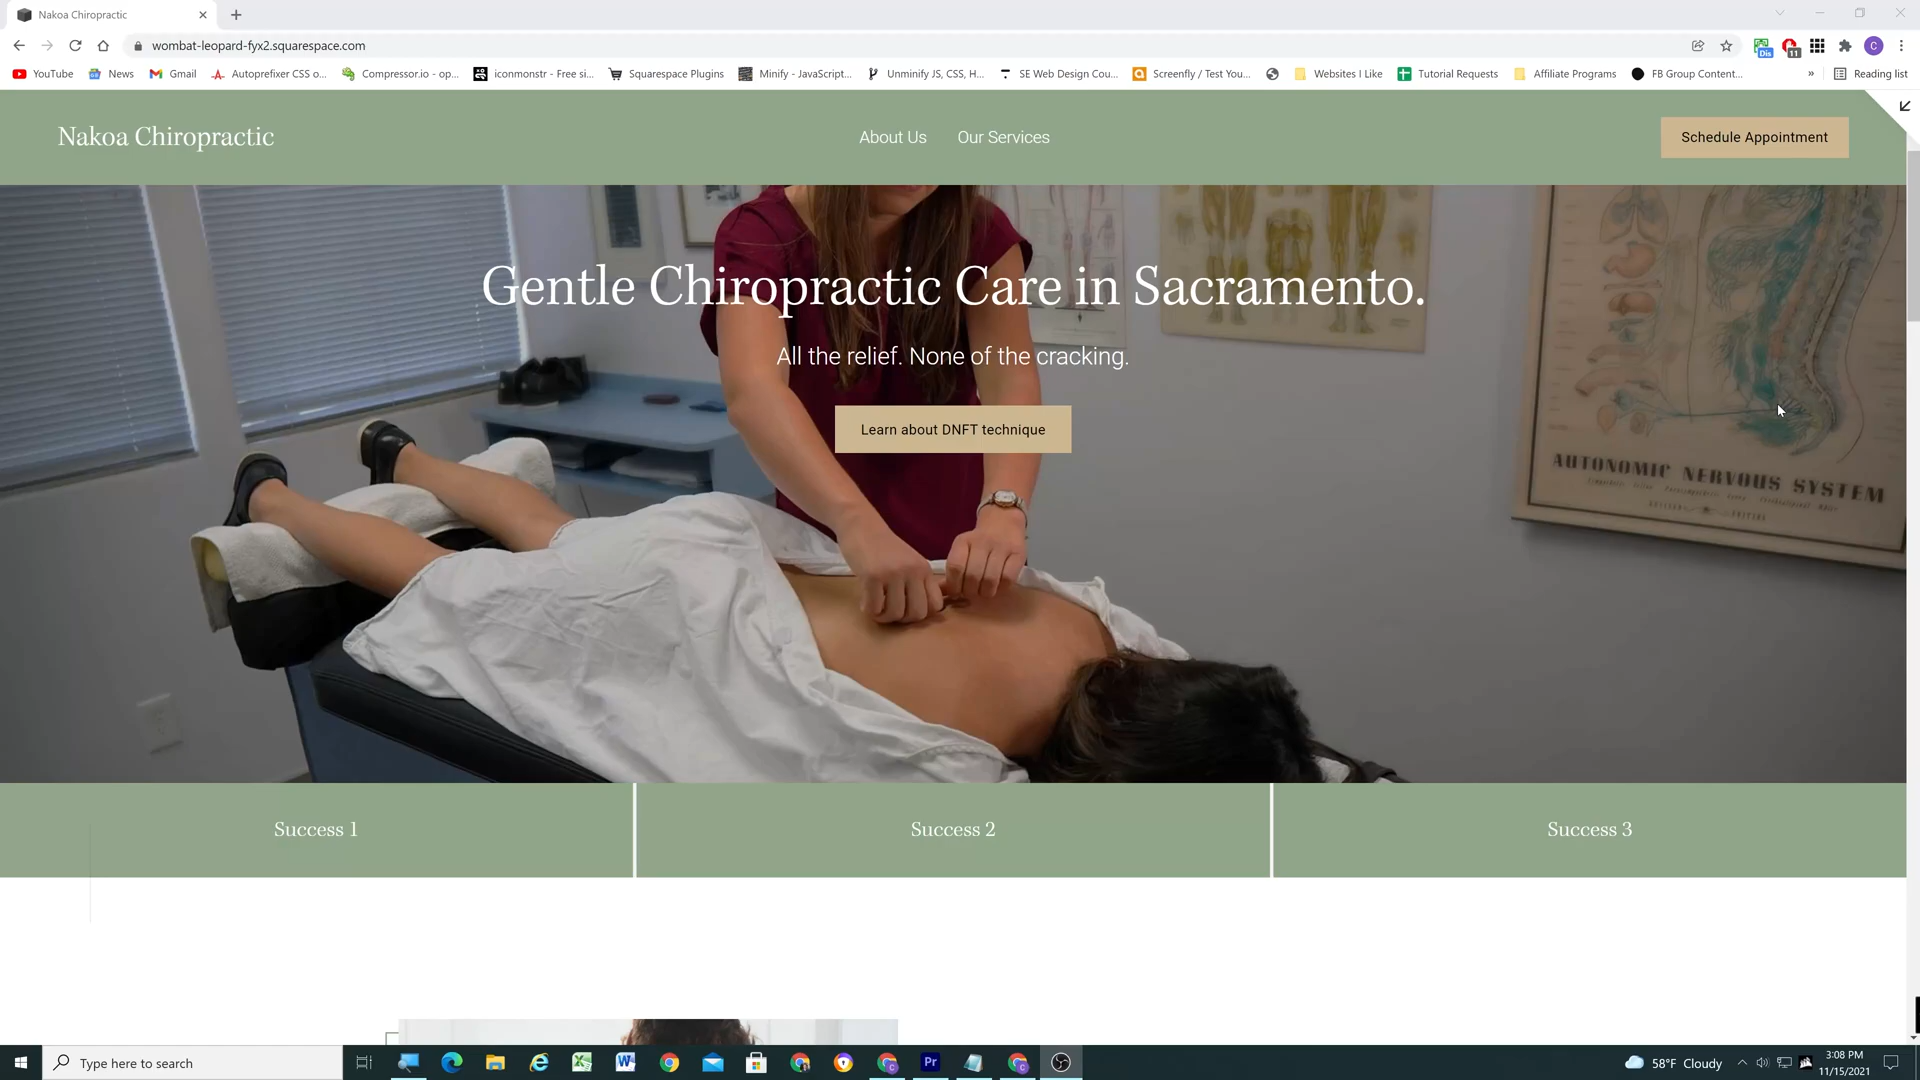 Nakoa Chiropractic
wombat-leopard-fyx2.squarespace.com
YouTube
News
Gmail
Autoprefixer CSS o...
Compressor.io - op...
iconmonstr - Free si...
Squarespace Plugins
Minify - JavaScript...
Unminify JS, CSS, H...
SE Web Design Cou...
Screenfly / Test You...
Websites I Like
Tutorial Requests
Affiliate Programs
FB Group Content...
»
Reading list
Dis
11
C
Nakoa Chiropractic
About Us
Our Services
Schedule Appointment
Gentle Chiropractic Care in Sacramento.
All the relief. None of the cracking.
Learn about DNFT technique
AUTONOMIC NERVOUS SYSTEM
Success 1
Success 2
Success 3
Type here to search
58°F Cloudy
3:08 PM
11/15/2021